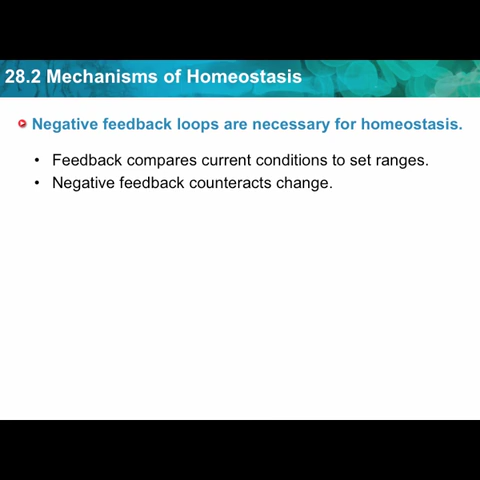 28.2 Mechanisms of Homeostasis
Negative feedback loops are necessary for homeostasis.
• Feedback compares current conditions to set ranges.
• Negative feedback counteracts change.